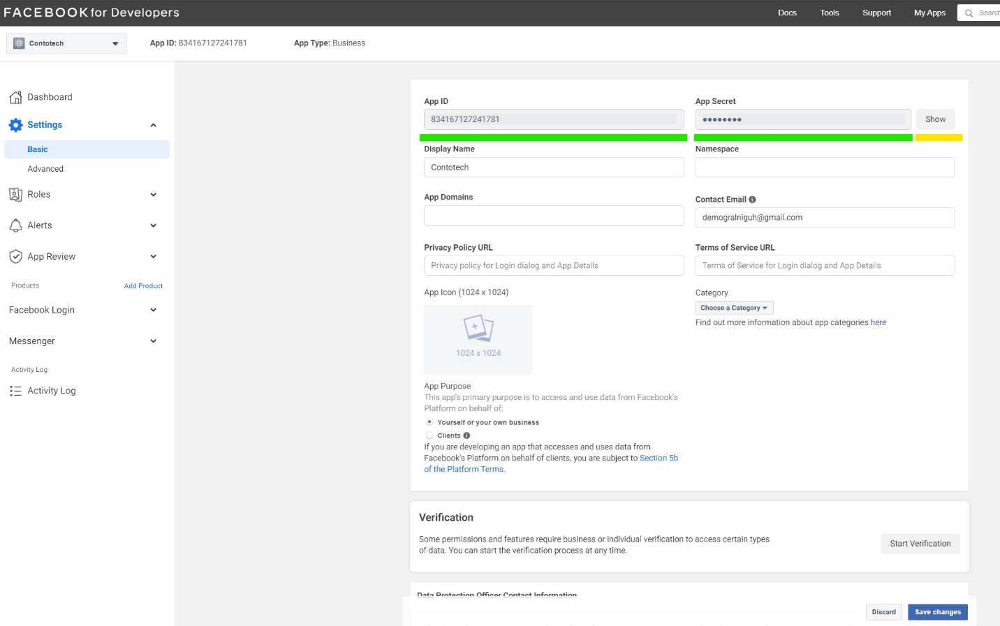 FACEBOOK for Developers
Docs
Tools
Support
My Apps
Search
Contotech
App ID: 834167127241781
App Type: Business
Dashboard
Settings
Basic
Advanced
Roles
Alerts
App Review
Products
Add Product
Facebook Login
Messenger
Activity Log
Activity Log
App ID
834167127241781
App Secret
••••••••
Show
Display Name
Contotech
Namespace
App Domains
Contact Email
demogralniguh@gmail.com
Privacy Policy URL
Privacy policy for Login dialog and App Details
Terms of Service URL
Terms of Service for Login dialog and App Details
App Icon (1024 x 1024)
1024 x 1024
Category
Choose a Category
Find out more information about app categories here
App Purpose
This app's primary purpose is to access and use data from Facebook's
Platform on behalf of:
Yourself or your own business
Clients
If you are developing an app that accesses and uses data from
Facebook's Platform on behalf of clients, you are subject to Section 5b
of the Platform Terms.
Verification
Some permissions and features require business or individual verification to access certain types
of data. You can start the verification process at any time.
Start Verification
Data Protection Officer Contact Information
Discard
Save changes